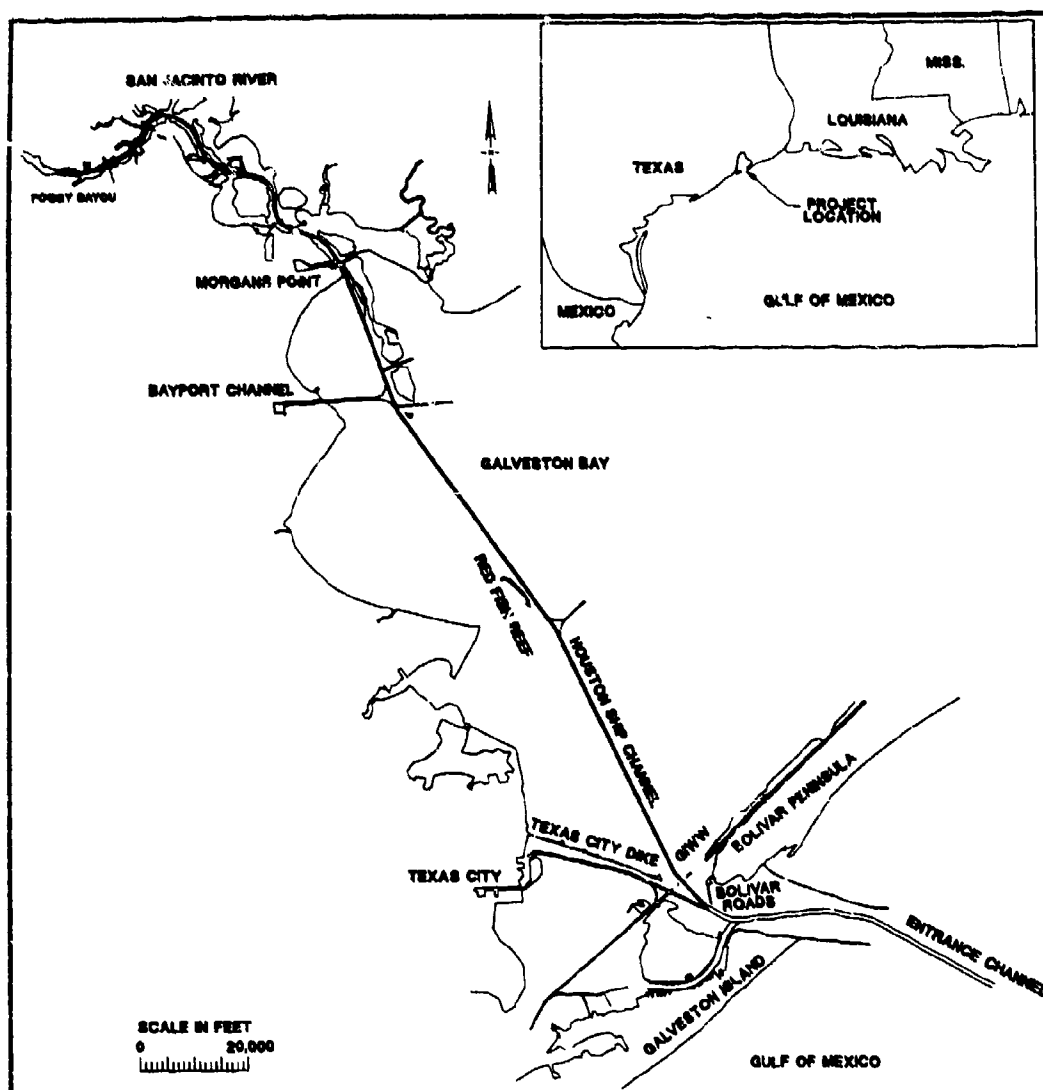 SAN JACINTO RIVER
MISS.
LOUISIANA
TEXAS
PROJECT
LOCATION
MEXICO
GULF OF MEXICO
POGGY BAYOU
MORGANS POINT
BAYPORT CHANNEL
GALVESTON BAY
RED FISH REEF
HOUSTON SHIP CHANNEL
BOLIVAR PENINSULA
GIWW
TEXAS CITY DIKE
TEXAS CITY
BOLIVAR
ROADS
ENTRANCE CHANNEL
GALVESTON ISLAND
SCALE IN FEET
0 20,000
GULF OF MEXICO